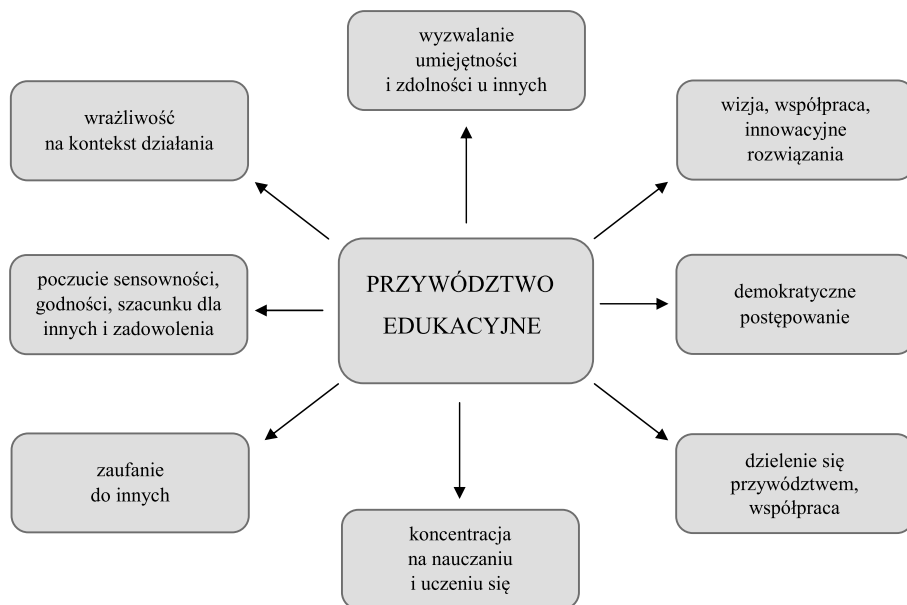 wyzwalanie
umiejętności
i zdolności u innych
wrażliwość
na kontekst działania
wizja, współpraca,
innowacyjne
rozwiązania
poczucie sensowności,
godności, szacunku dla
innych i zadowolenia
PRZYWÓDZTWO
EDUKACYJNE
demokratyczne
postępowanie
zaufanie
do innych
dzielenie się
przywództwem,
współpraca
koncentracja
na nauczaniu
i uczeniu się